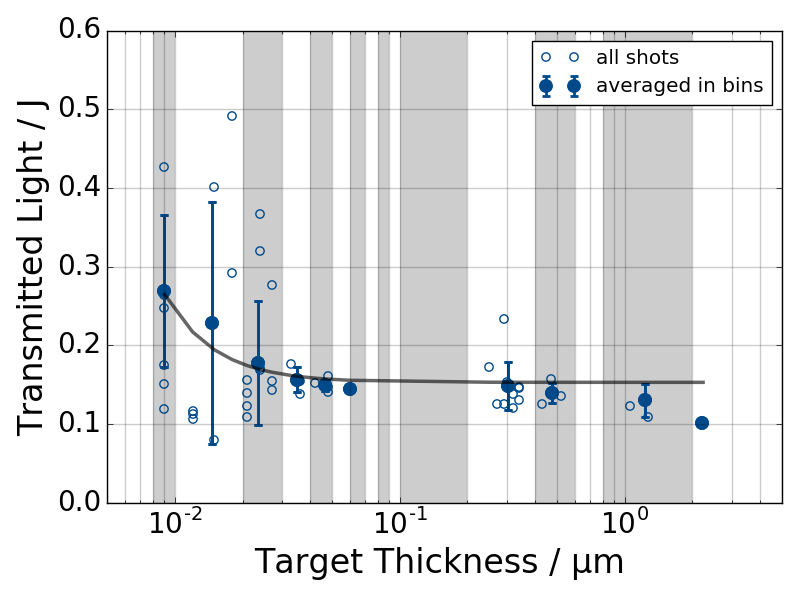 0.6
0.5
0.4
0.3
0.2
0.1
0.0
Transmitted Light / J
all shots
averaged in bins
10⁻² 10⁻¹ 10⁰
Target Thickness / μm